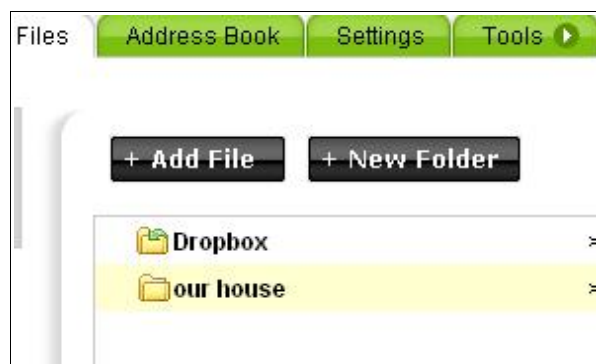 Files Address Book Settings Tools
+ Add File + New Folder
Dropbox
our house